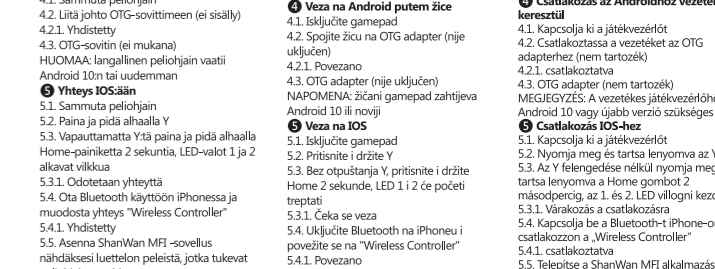 4.1. Sammuta peliohjain
4.2. Liitä johto OTG-sovittimeen (ei sisälly)
4.2.1. Yhdistetty
4.3. OTG-sovitin (ei mukana)
HUOMAA: langallinen peliohjain vaatii
Android 10:n tai uudemman
❺ Yhteys IOS:ään
5.1. Sammuta peliohjain
5.2. Paina ja pidä alhaalla Y
5.3. Vapauttamatta Y:tä paina ja pidä alhaalla
Home-painiketta 2 sekuntia, LED-valot 1 ja 2
alkavat vilkkua
5.3.1. Odotetaan yhteyttä
5.4. Ota Bluetooth käyttöön iPhonessa ja
muodosta yhteys "Wireless Controller"
5.4.1. Yhdistetty
5.5. Asenna ShanWan MFI -sovellus
nähdäksesi luettelon peleistä, jotka tukevat
❹ Veza na Android putem žice
4.1. Isključite gamepad
4.2. Spojite žicu na OTG adapter (nije
uključen)
4.2.1. Povezano
4.3. OTG adapter (nije uključen)
NAPOMENA: žičani gamepad zahtijeva
Android 10 ili noviji
❺ Veza na IOS
5.1. Isključite gamepad
5.2. Pritisnite i držite Y
5.3. Bez otpuštanja Y, pritisnite i držite
Home 2 sekunde, LED 1 i 2 će početi
treptati
5.3.1. Čeka se veza
5.4. Uključite Bluetooth na iPhoneu i
povežite se na "Wireless Controller"
5.4.1. Povezano
❹ Csatlakozás az Androidhoz vezetéken
keresztül
4.1. Kapcsolja ki a játékvezérlőt
4.2. Csatlakoztassa a vezetéket az OTG
adapterhez (nem tartozék)
4.2.1. csatlakoztatva
4.3. OTG adapter (nem tartozék)
MEGJEGYZÉS: A vezetékes játékvezérlőhöz
Android 10 vagy újabb verzió szükséges
❺ Csatlakozás IOS-hez
5.1. Kapcsolja ki a játékvezérlőt
5.2. Nyomja meg és tartsa lenyomva az Y
5.3. Az Y felengedése nélkül nyomja meg
tartsa lenyomva a Home gombot 2
másodpercig, az 1. és 2. LED villogni kezd
5.3.1. Várakozás a csatlakozásra
5.4. Kapcsolja be a Bluetooth-t iPhone-on
csatlakozzon a „Wireless Controller"
5.4.1. csatlakoztatva
5.5. Telepítse a ShanWan MFI alkalmazás